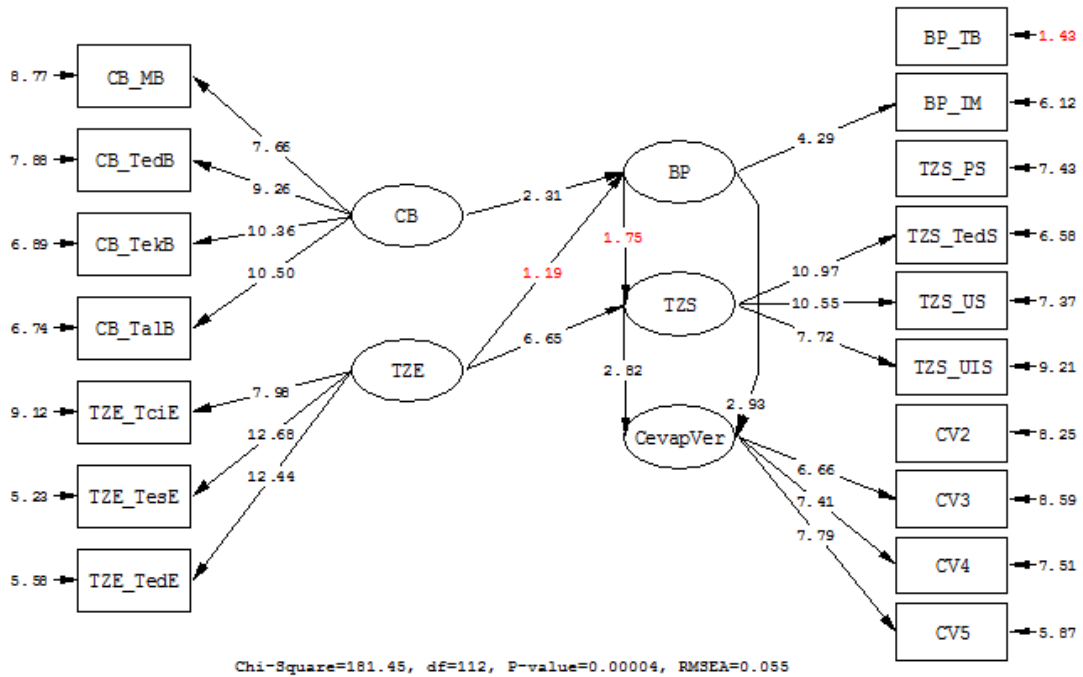 8.77
CB_MB
7.88
CB_TedB
6.89
CB_TekB
6.74
CB_TalB
9.12
TZE_TciE
5.23
TZE_TesE
5.58
TZE_TedE
7.66
9.26
10.36
10.50
7.98
12.68
12.44
CB
TZE
2.31
1.19
6.65
BP
1.75
TZS
2.82
CevapVer
2.93
4.29
10.97
10.55
7.72
6.66
7.41
7.79
BP_TB
1.43
BP_IM
6.12
TZS_PS
7.43
TZS_TedS
6.58
TZS_US
7.37
TZS_UIS
9.21
CV2
8.25
CV3
8.59
CV4
7.51
CV5
5.87
Chi-Square=181.45, df=112, P-value=0.00004, RMSEA=0.055